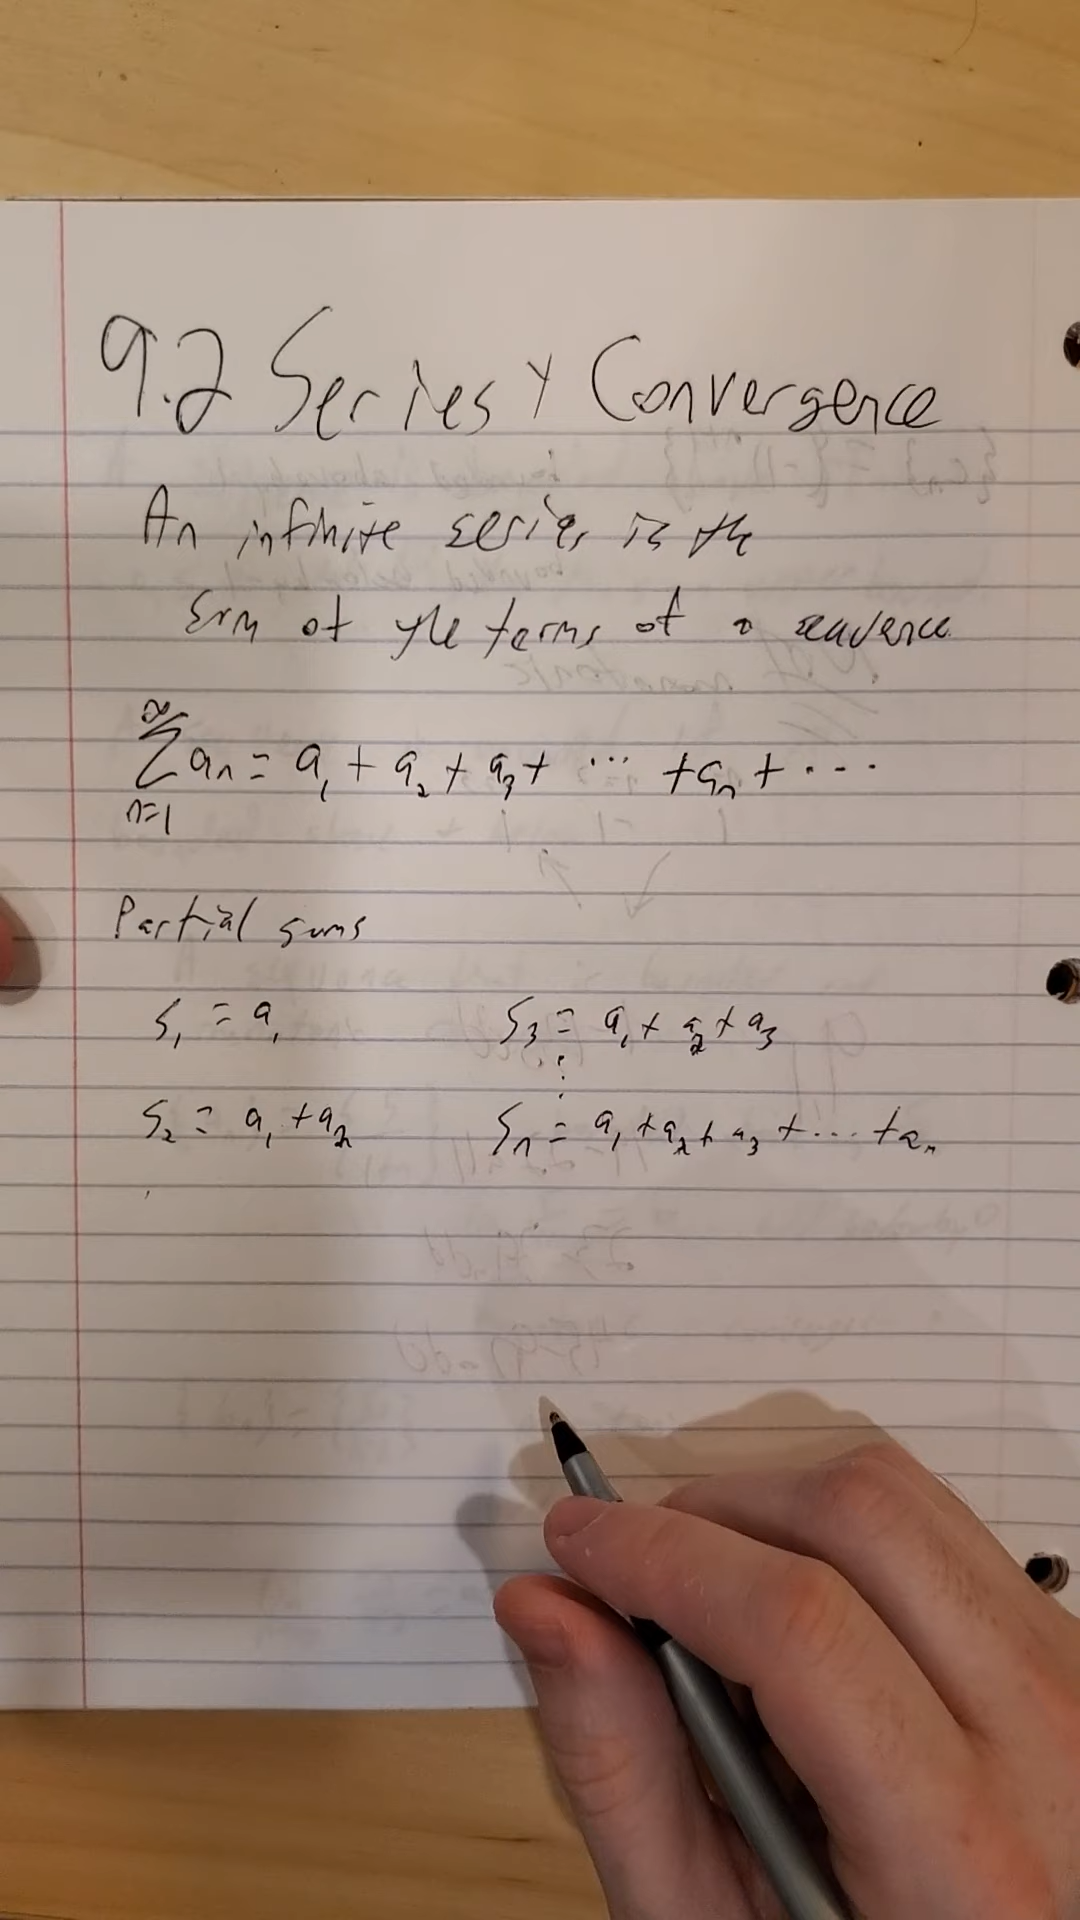 9.2 Series & Convergence
An infinite series is the
sum of the terms of a sequence
∞
∑ aₙ = a₁ + a₂ + a₃ + ... + aₙ + ...
n=1
Partial sums
S₁ = a₁
S₂ = a₁ + a₂
S₃ = a₁ + a₂ + a₃
⋮
Sₙ = a₁ + a₂ + a₃ + ... + aₙ